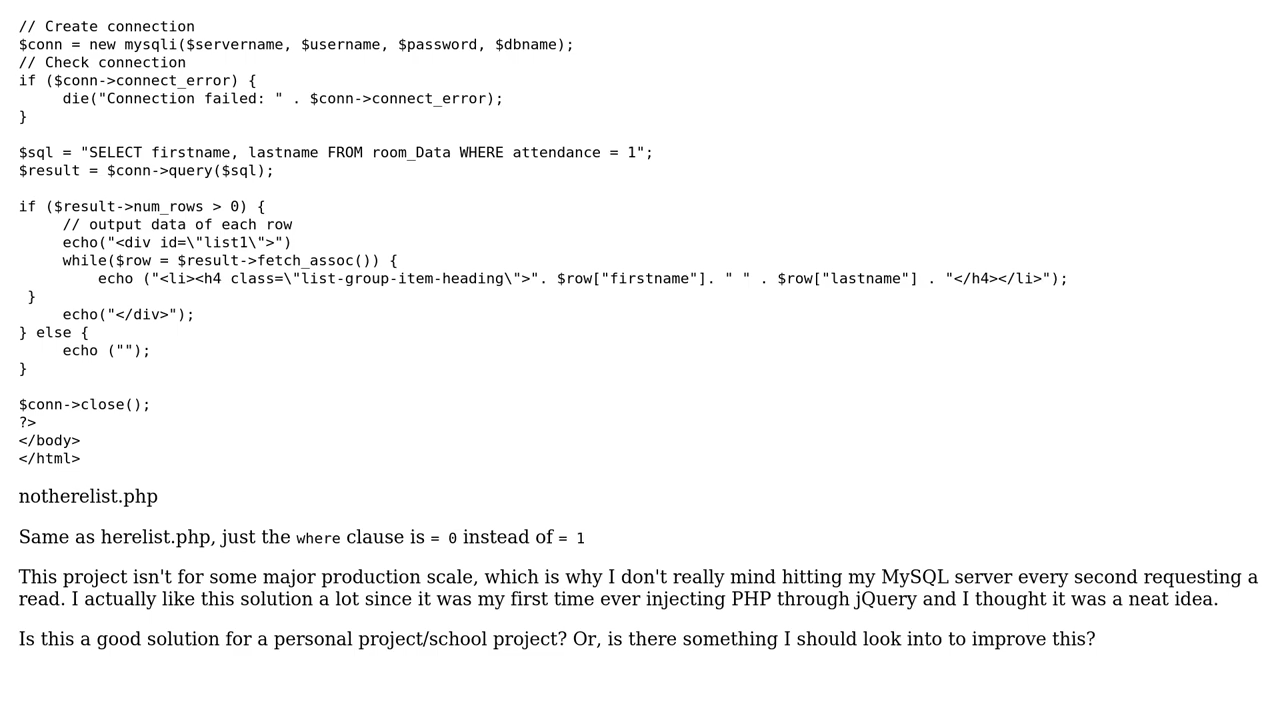 // Create connection
$conn = new mysqli($servername, $username, $password, $dbname);
// Check connection
if ($conn->connect_error) {
     die("Connection failed: " . $conn->connect_error);
}

$sql = "SELECT firstname, lastname FROM room_Data WHERE attendance = 1";
$result = $conn->query($sql);

if ($result->num_rows > 0) {
     // output data of each row
     echo("<div id=\"list1\">")
     while($row = $result->fetch_assoc()) {
         echo ("<li><h4 class=\"list-group-item-heading\">". $row["firstname"]. " " . $row["lastname"] . "</h4></li>");
 }
     echo("</div>");
} else {
     echo ("");
}

$conn->close();
?>
</body>
</html>
notherelist.php
Same as herelist.php, just the where clause is = 0 instead of = 1
This project isn't for some major production scale, which is why I don't really mind hitting my MySQL server every second requesting a
read. I actually like this solution a lot since it was my first time ever injecting PHP through jQuery and I thought it was a neat idea.
Is this a good solution for a personal project/school project? Or, is there something I should look into to improve this?